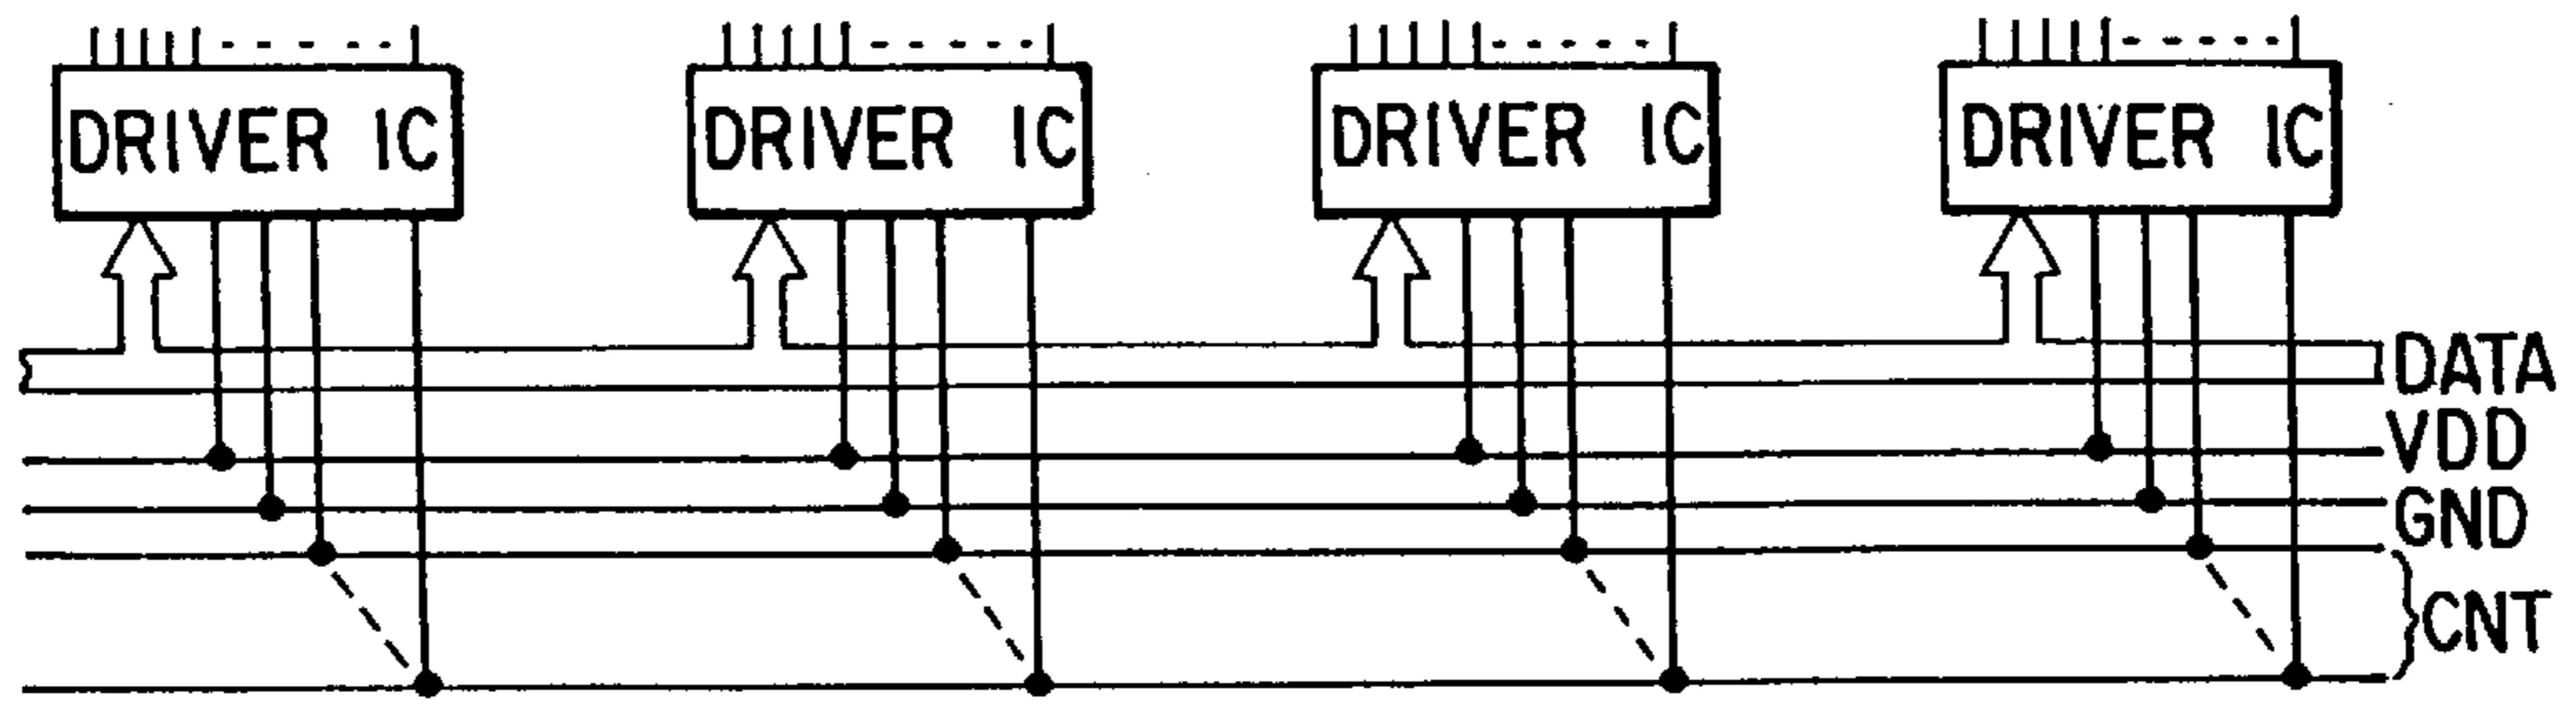 DRIVER IC DRIVER IC DRIVER IC DRIVER IC
DATA
VDD
GND
CNT